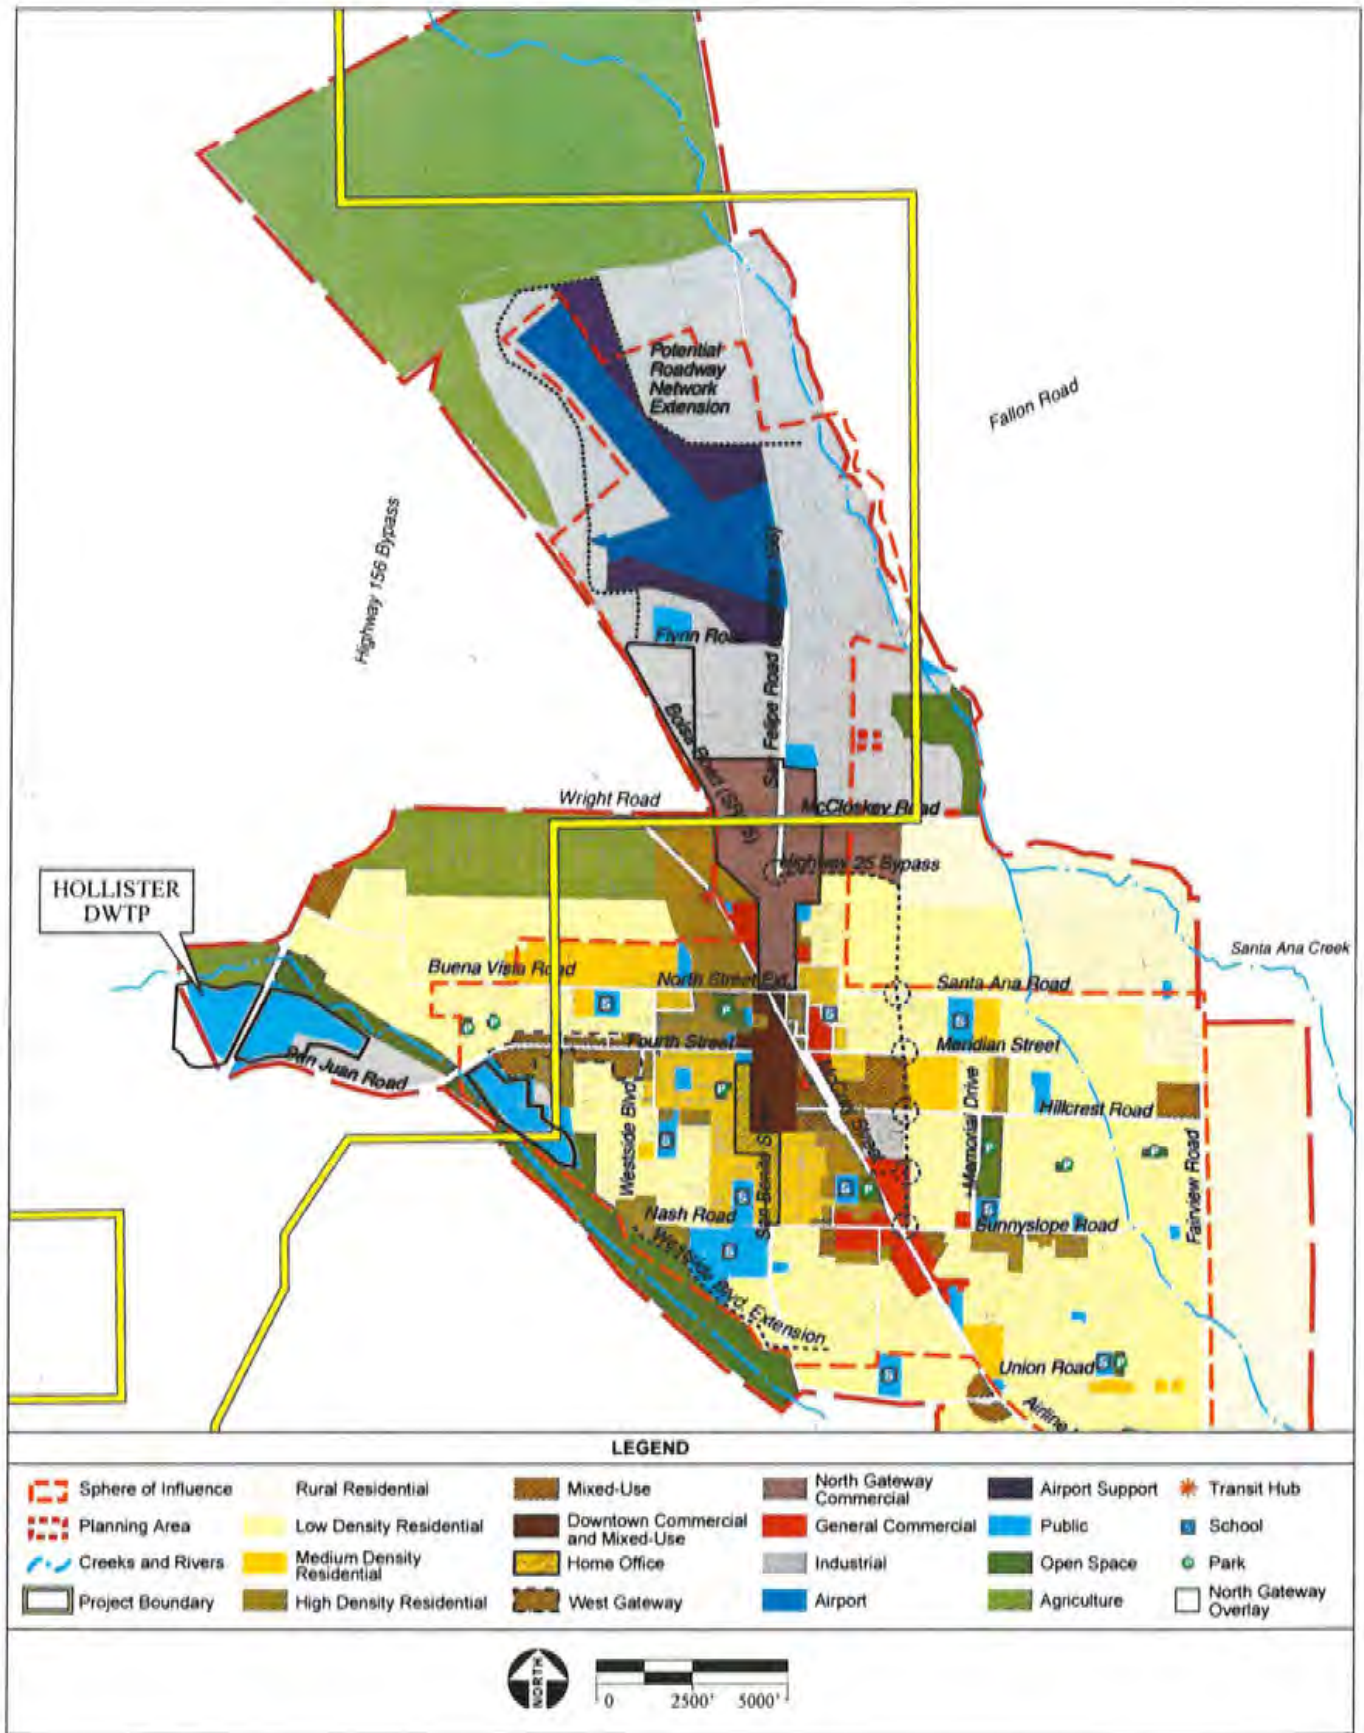 Potential
Roadway
Network
Extension
Fallon Road
Highway 156 Bypass
Flynn Road
San Felipe Road
Bolsa Road (SR
Wright Road
McCloskey Road
Highway 25 Bypass
HOLLISTER
DWTP
Santa Ana Creek
Buena Vista Road
North Street Ext.
Santa Ana Road
Fourth Street
Meridian Street
San Juan Road
Westside Blvd
Memorial Drive
Hillcrest Road
Fairview Road
San Benito S
Nash Road
Sunnyslope Road
Westside Blvd. Extension
Union Road
Airline
S
S
S
S
S
S
S
S
S
S
P
P
P
P
P
P
P
P
P
LEGEND
Sphere of Influence
Planning Area
Creeks and Rivers
Project Boundary
Rural Residential
Low Density Residential
Medium Density
Residential
High Density Residential
Mixed-Use
Downtown Commercial
and Mixed-Use
Home Office
West Gateway
North Gateway
Commercial
General Commercial
Industrial
Airport
Airport Support
Public
Open Space
Agriculture
Transit Hub
S School
P Park
North Gateway
Overlay
NORTH
0 2500' 5000'